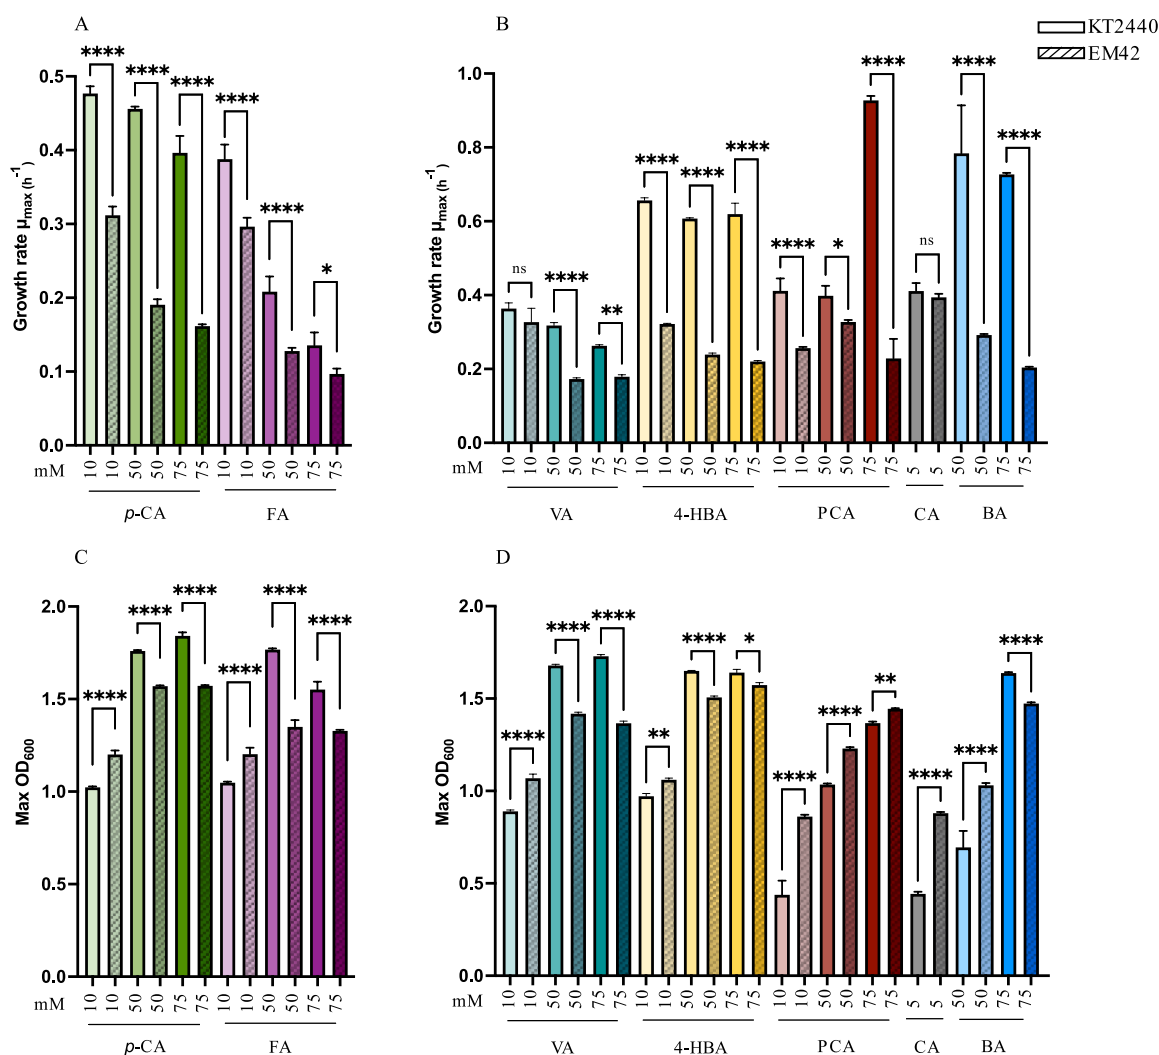 A
B
KT2440
EM42
Growth rate μmax (h-1)
0.5
0.4
0.3
0.2
0.1
0.0
**** **** **** **** **** *
mM 10 10 50 50 75 75 10 10 50 50 75 75
p-CA FA
Growth rate μmax (h-1)
1.0
0.8
0.6
0.4
0.2
0.0
ns **** ** **** **** **** **** * **** ns **** ****
mM 10 10 50 50 75 75 10 10 50 50 75 75 10 10 50 50 75 75 5 5 50 50 75 75
VA 4-HBA PCA CA BA
C
D
Max OD600
2.0
1.5
1.0
0.5
0.0
**** **** **** **** **** ****
mM 10 10 50 50 75 75 10 10 50 50 75 75
p-CA FA
Max OD600
2.0
1.5
1.0
0.5
0.0
**** **** **** ** **** * **** **** ** **** **** ****
mM 10 10 50 50 75 75 10 10 50 50 75 75 10 10 50 50 75 75 5 5 50 50 75 75
VA 4-HBA PCA CA BA